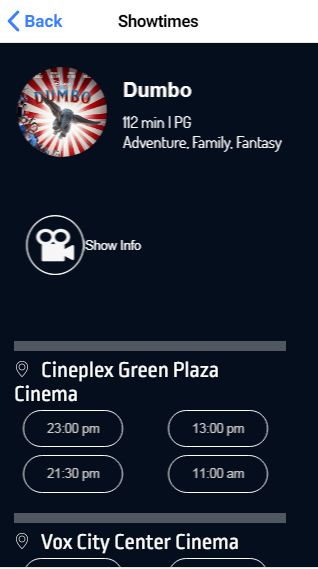 Back
Showtimes
DUMBO
Dumbo
112 min | PG
Adventure, Family, Fantasy
Show Info
Cineplex Green Plaza
Cinema
23:00 pm
13:00 pm
21:30 pm
11:00 am
Vox City Center Cinema